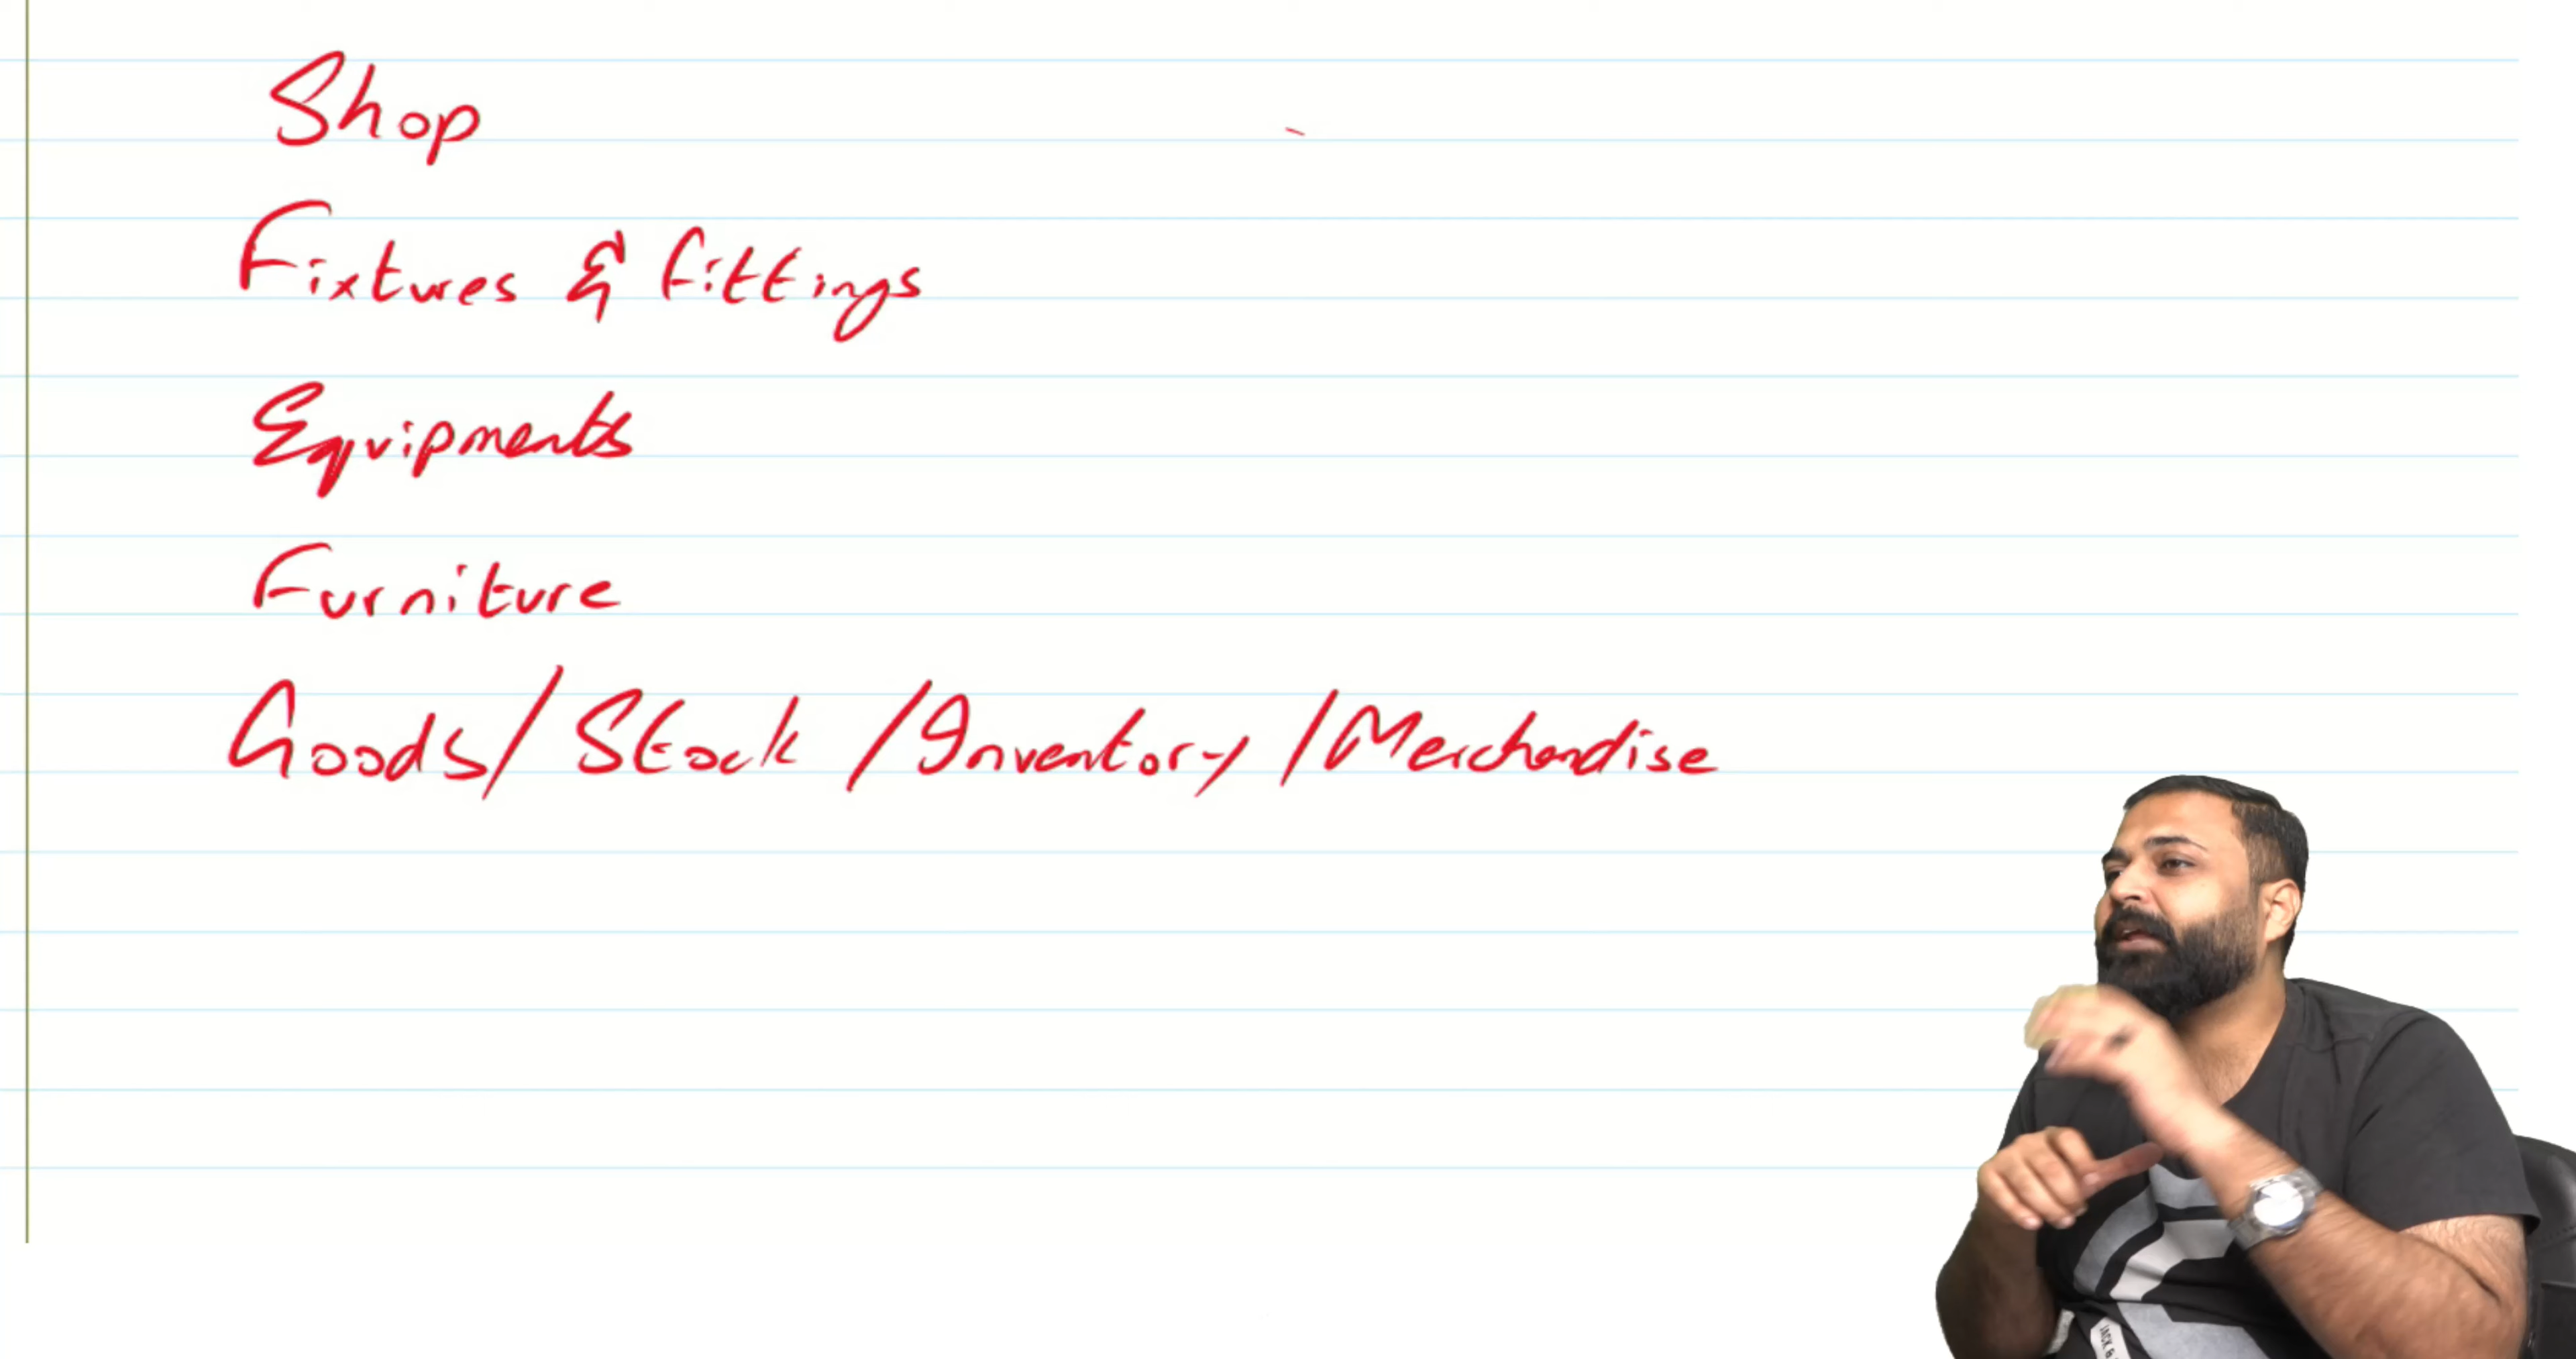 Shop
Fixtures & fittings
Equipments
Furniture
Goods/Stock/Inventory/Merchandise